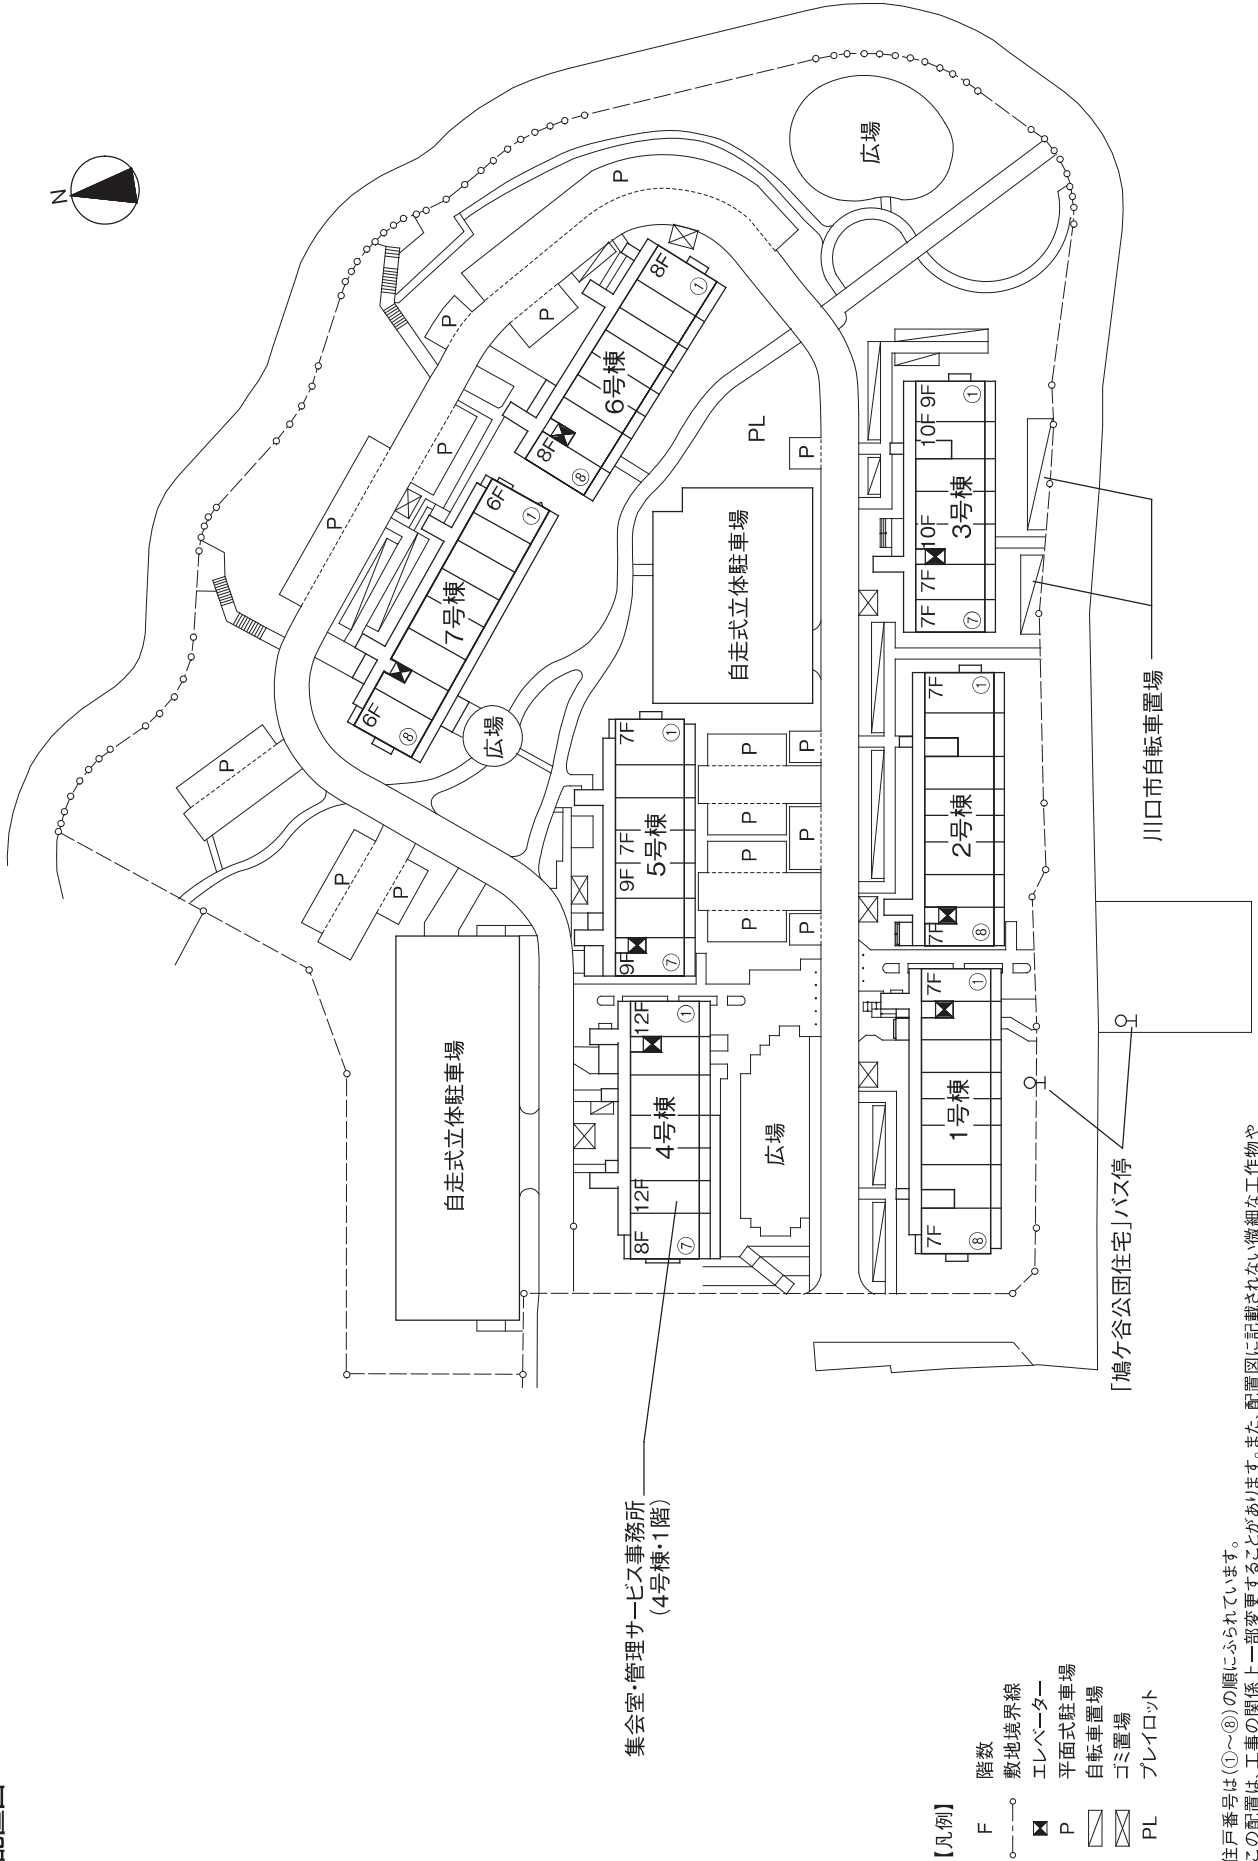 N
P
P
P
P
P
P
P
P
P
6F
⑧
7号棟
6F
①
8F
⑧
6号棟
8F
①
広場
自走式立体駐車場
集会室・管理サービス事務所
(4号棟・1階)
8F
12F
12F
⑦
4号棟
①
9F
9F
7F
7F
⑦
5号棟
①
自走式立体駐車場
PL
広場
P
P
P
P
P
P
P
P
広場
7F
7F
⑧
1号棟
①
7F
7F
⑧
2号棟
①
7F
7F
10F
10F
9F
⑦
3号棟
①
「鳩ケ谷公団住宅」バス停
川口市自転車置場
【凡例】
F 階数
敷地境界線
エレベーター
P 平面式駐車場
自転車置場
ゴミ置場
PL プレイロット
住戸番号は(①~⑧)の順にふられています。
この配置は、工事の関係上一部変更することがあります。また、配置図に記載されない微細な工作物や